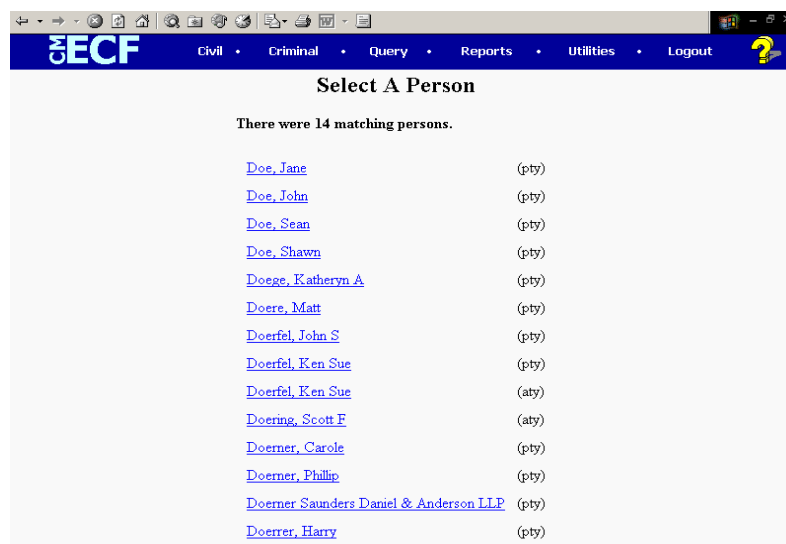 CM ECF Civil • Criminal • Query • Reports • Utilities • Logout ?
Select A Person
There were 14 matching persons.
Doe, Jane (pty)
Doe, John (pty)
Doe, Sean (pty)
Doe, Shawn (pty)
Doege, Katheryn A (pty)
Doere, Matt (pty)
Doerfel, John S (pty)
Doerfel, Ken Sue (pty)
Doerfel, Ken Sue (aty)
Doering, Scott F (aty)
Doerner, Carole (pty)
Doerner, Phillip (pty)
Doerner Saunders Daniel & Anderson LLP (pty)
Doerrer, Harry (pty)